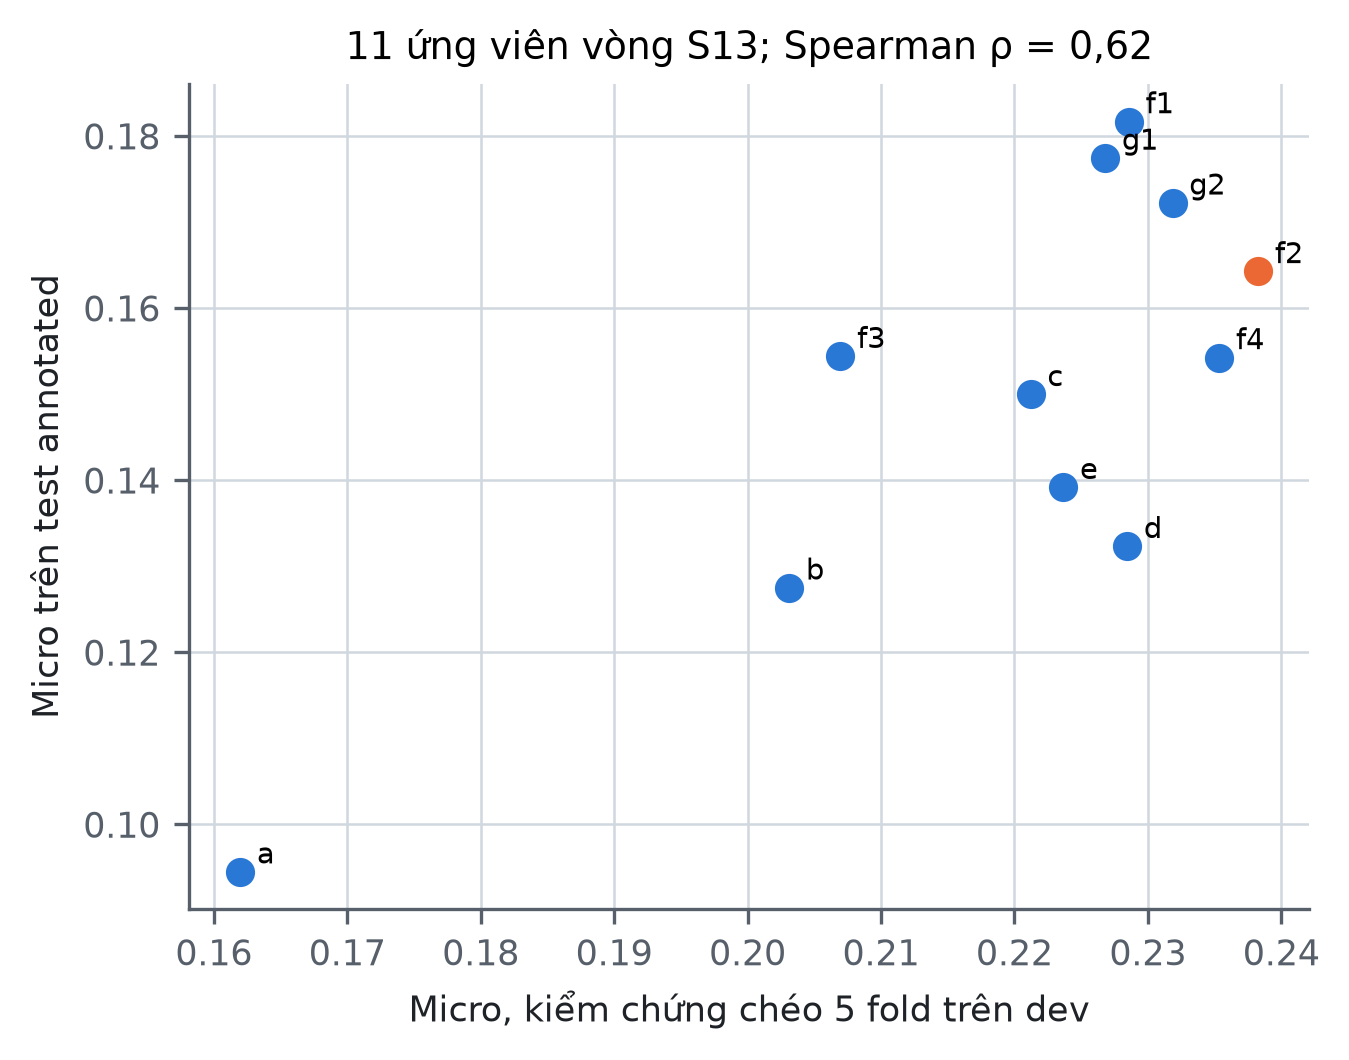 11 ứng viên vòng S13; Spearman ρ = 0,62
Micro trên test annotated
0.18
0.16
0.14
0.12
0.10
f1
g1
g2
f2
f3
f4
c
e
d
b
a
0.16 0.17 0.18 0.19 0.20 0.21 0.22 0.23 0.24
Micro, kiểm chứng chéo 5 fold trên dev